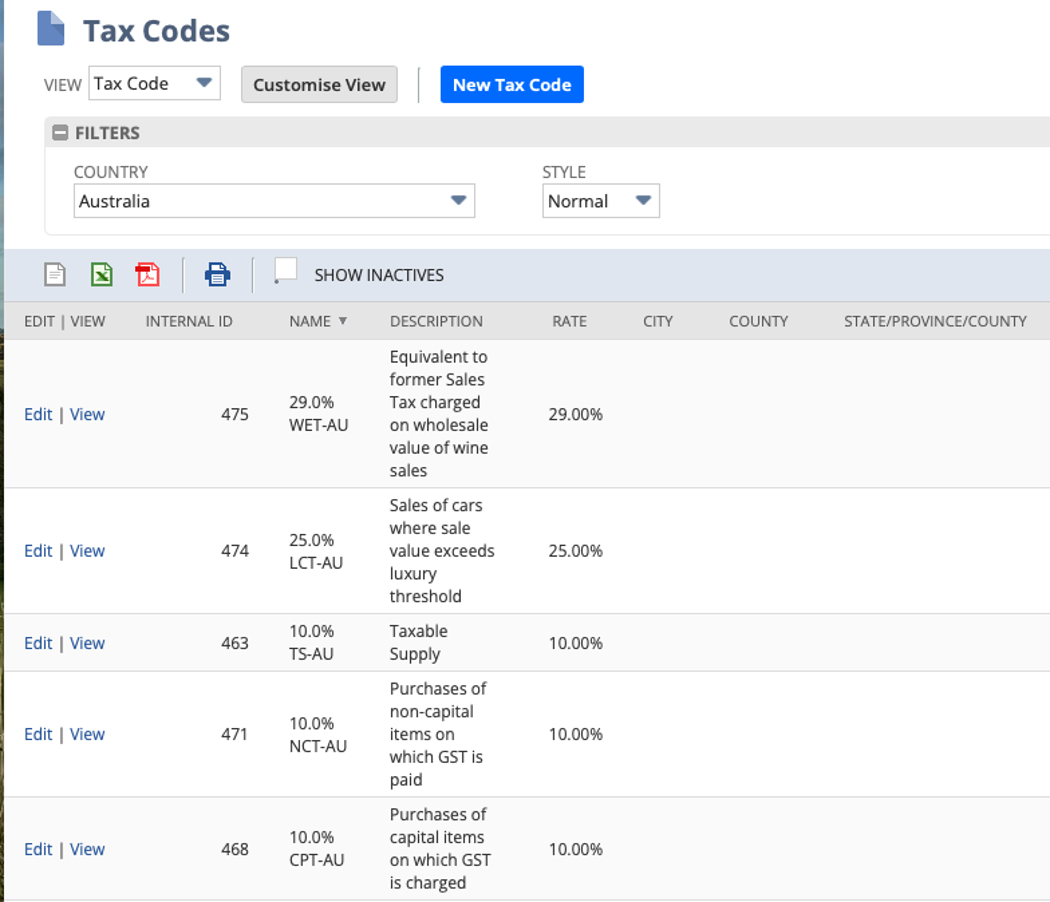 Tax Codes
VIEW Tax Code Customise View New Tax Code
FILTERS
COUNTRY STYLE
Australia Normal
SHOW INACTIVES
EDIT | VIEW INTERNAL ID NAME ▼ DESCRIPTION RATE CITY COUNTY STATE/PROVINCE/COUNTY
Edit | View 475
29.0%
WET-AU
Equivalent to
former Sales
Tax charged
on wholesale
value of wine
sales
29.00%
Edit | View 474
25.0%
LCT-AU
Sales of cars
where sale
value exceeds
luxury
threshold
25.00%
Edit | View 463
10.0%
TS-AU
Taxable
Supply
10.00%
Edit | View 471
10.0%
NCT-AU
Purchases of
non-capital
items on
which GST is
paid
10.00%
Edit | View 468
10.0%
CPT-AU
Purchases of
capital items
on which GST
is charged
10.00%